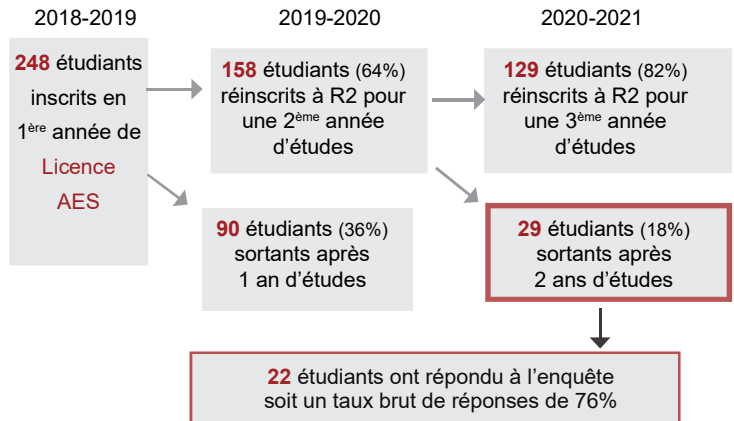 2018-2019
2019-2020
2020-2021
248 étudiants
inscrits en
1ère année de
Licence
AES
158 étudiants (64%)
réinscrits à R2 pour
une 2ème année
d'études
129 étudiants (82%)
réinscrits à R2 pour
une 3ème année
d'études
90 étudiants (36%)
sortants après
1 an d'études
29 étudiants (18%)
sortants après
2 ans d'études
22 étudiants ont répondu à l'enquête
soit un taux brut de réponses de 76%